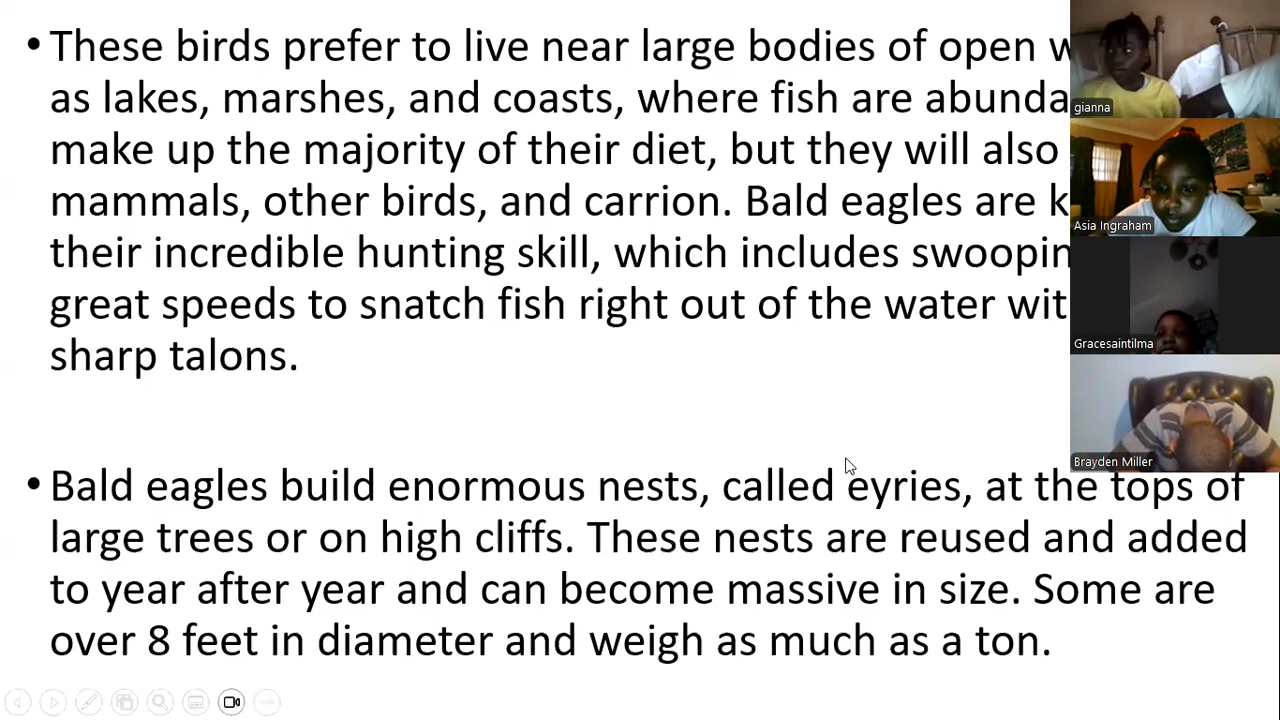 • These birds prefer to live near large bodies of open
as lakes, marshes, and coasts, where fish are
make up the majority of their diet, but they will also
mammals, other birds, and carrion. Bald eagles are
their incredible hunting skill, which includes
great speeds to snatch fish right out of the water
sharp talons.
• Bald eagles build enormous nests, called eyries, at the tops of
large trees or on high cliffs. These nests are reused and added
to year after year and can become massive in size. Some are
over 8 feet in diameter and weigh as much as a ton.
gianna
Asia Ingraham
Gracesaintilma
Brayden Miller